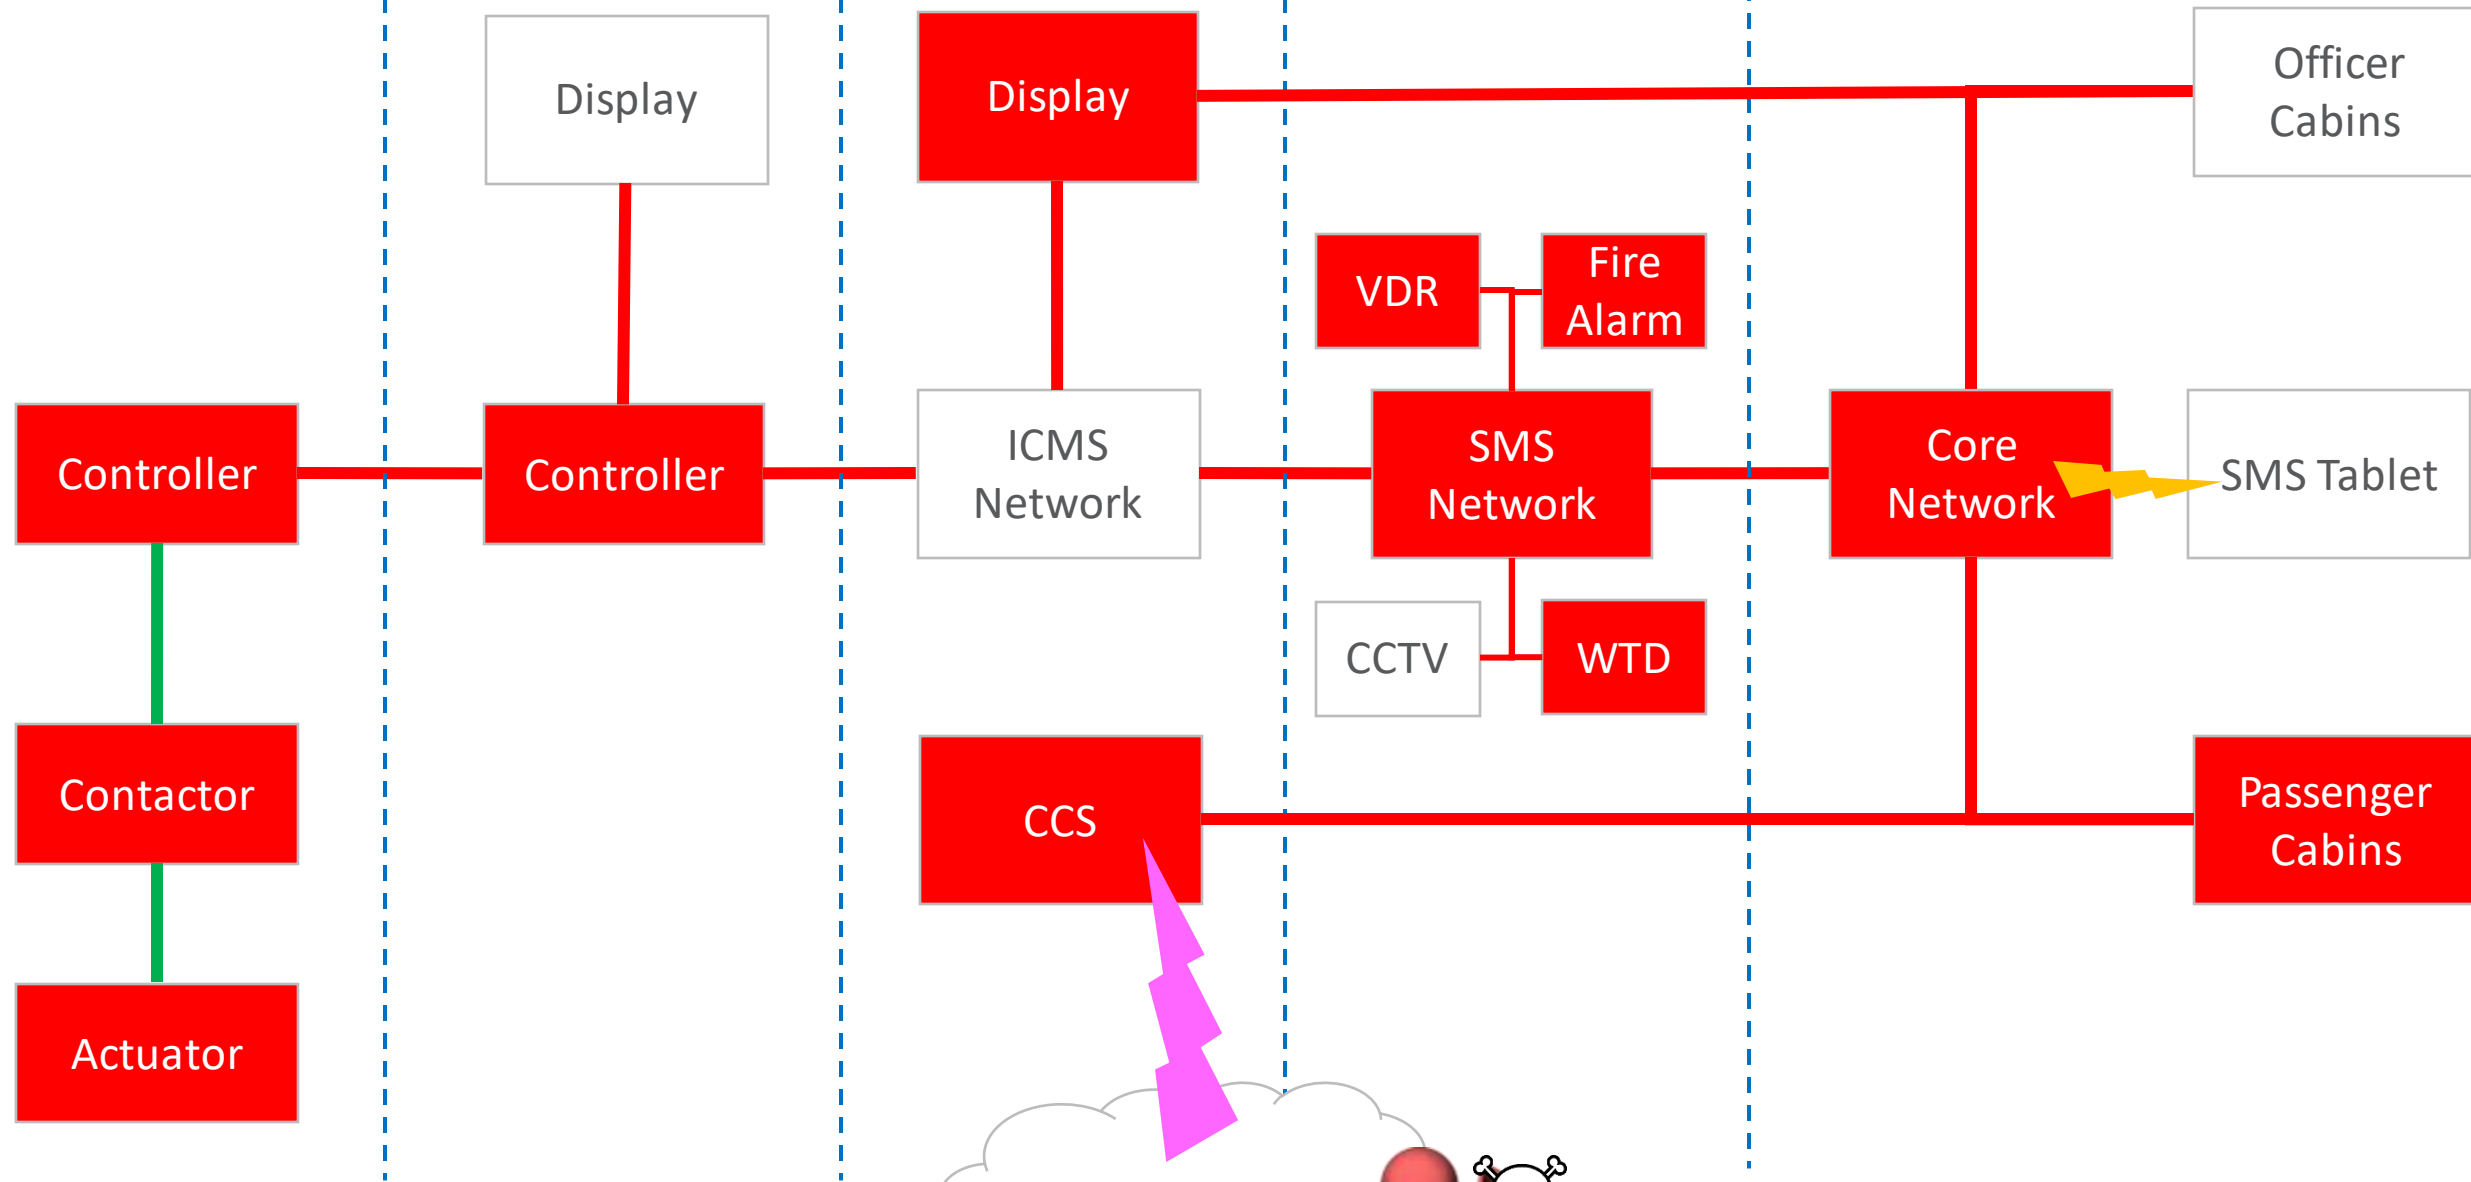 Display
Display
Officer
Cabins
VDR
Fire
Alarm
Controller
Controller
ICMS
Network
SMS
Network
Core
Network
SMS Tablet
CCTV
WTD
Contactor
CCS
Passenger
Cabins
Actuator